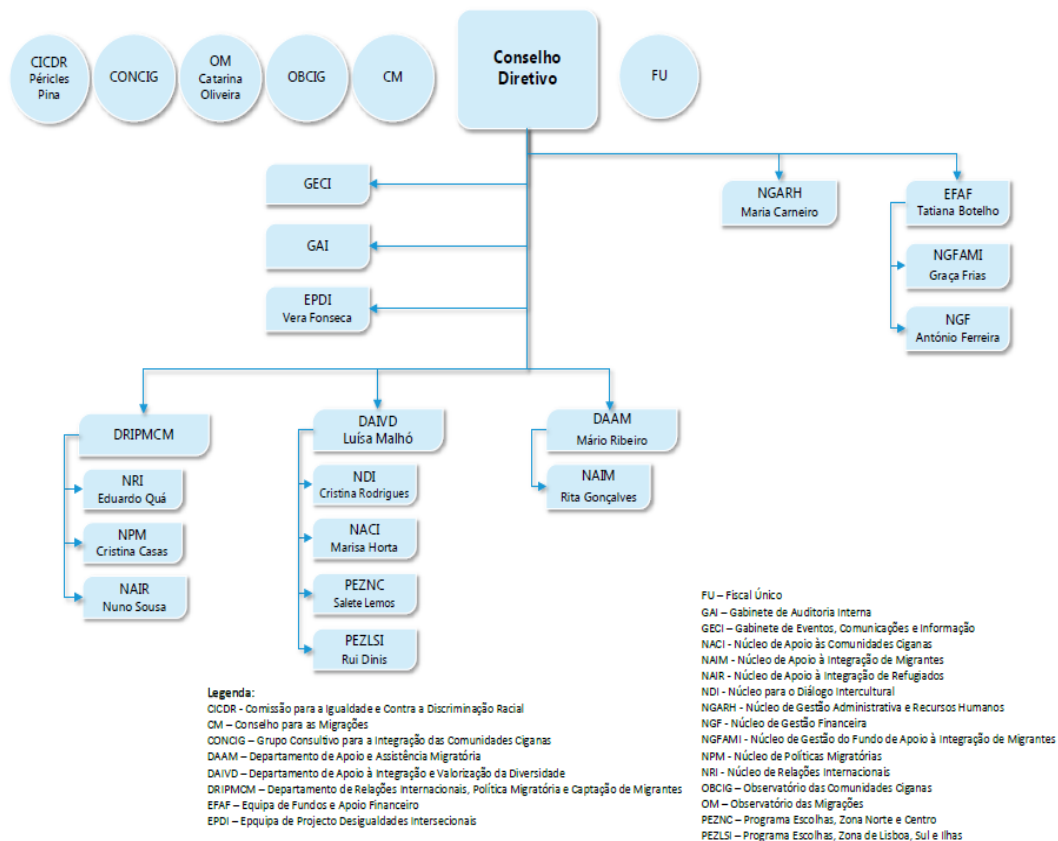 CICDR
Péricles
Pina
CONCIG
OM
Catarina
Oliveira
OBCIG
CM
Conselho
Diretivo
FU
GECI
GAI
EPDI
Vera Fonseca
NGARH
Maria Carneiro
EFAF
Tatiana Botelho
NGFAMI
Graça Frias
NGF
António Ferreira
DRIPMCM
NRI
Eduardo Quá
NPM
Cristina Casas
NAIR
Nuno Sousa
DAIVD
Luísa Malhó
NDI
Cristina Rodrigues
NACI
Marisa Horta
PEZNC
Salete Lemos
PEZLSI
Rui Dinis
DAAM
Mário Ribeiro
NAIM
Rita Gonçalves
Legenda:
CICDR - Comissão para a Igualdade e Contra a Discriminação Racial
CM – Conselho para as Migrações
CONCIG – Grupo Consultivo para a Integração das Comunidades Ciganas
DAAM – Departamento de Apoio e Assistência Migratória
DAIVD – Departamento de Apoio à Integração e Valorização da Diversidade
DRIPMCM – Departamento de Relações Internacionais, Política Migratória e Captação de Migrantes
EFAF – Equipa de Fundos e Apoio Financeiro
EPDI – Epquipa de Projecto Desigualdades Intersecionais
FU – Fiscal Único
GAI – Gabinete de Auditoria Interna
GECI – Gabinete de Eventos, Comunicações e Informação
NACI - Núcleo de Apoio às Comunidades Ciganas
NAIM - Núcleo de Apoio à Integração de Migrantes
NAIR - Núcleo de Apoio à Integração de Refugiados
NDI - Núcleo para o Diálogo Intercultural
NGARH - Núcleo de Gestão Administrativa e Recursos Humanos
NGF - Núcleo de Gestão Financeira
NGFAMI - Núcleo de Gestão do Fundo de Apoio à Integração de Migrantes
NPM - Núcleo de Políticas Migratórias
NRI - Núcleo de Relações Internacionais
OBCIG - Observatório das Comunidades Ciganas
OM – Observatório das Migrações
PEZNC – Programa Escolhas, Zona Norte e Centro
PEZLSI – Programa Escolhas, Zona de Lisboa, Sul e Ilhas